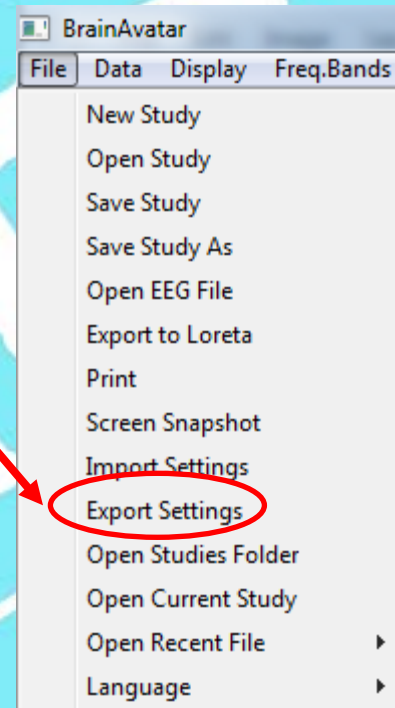 BrainAvatar
File Data Display Freq.Bands
New Study
Open Study
Save Study
Save Study As
Open EEG File
Export to Loreta
Print
Screen Snapshot
Import Settings
Export Settings
Open Studies Folder
Open Current Study
Open Recent File
Language